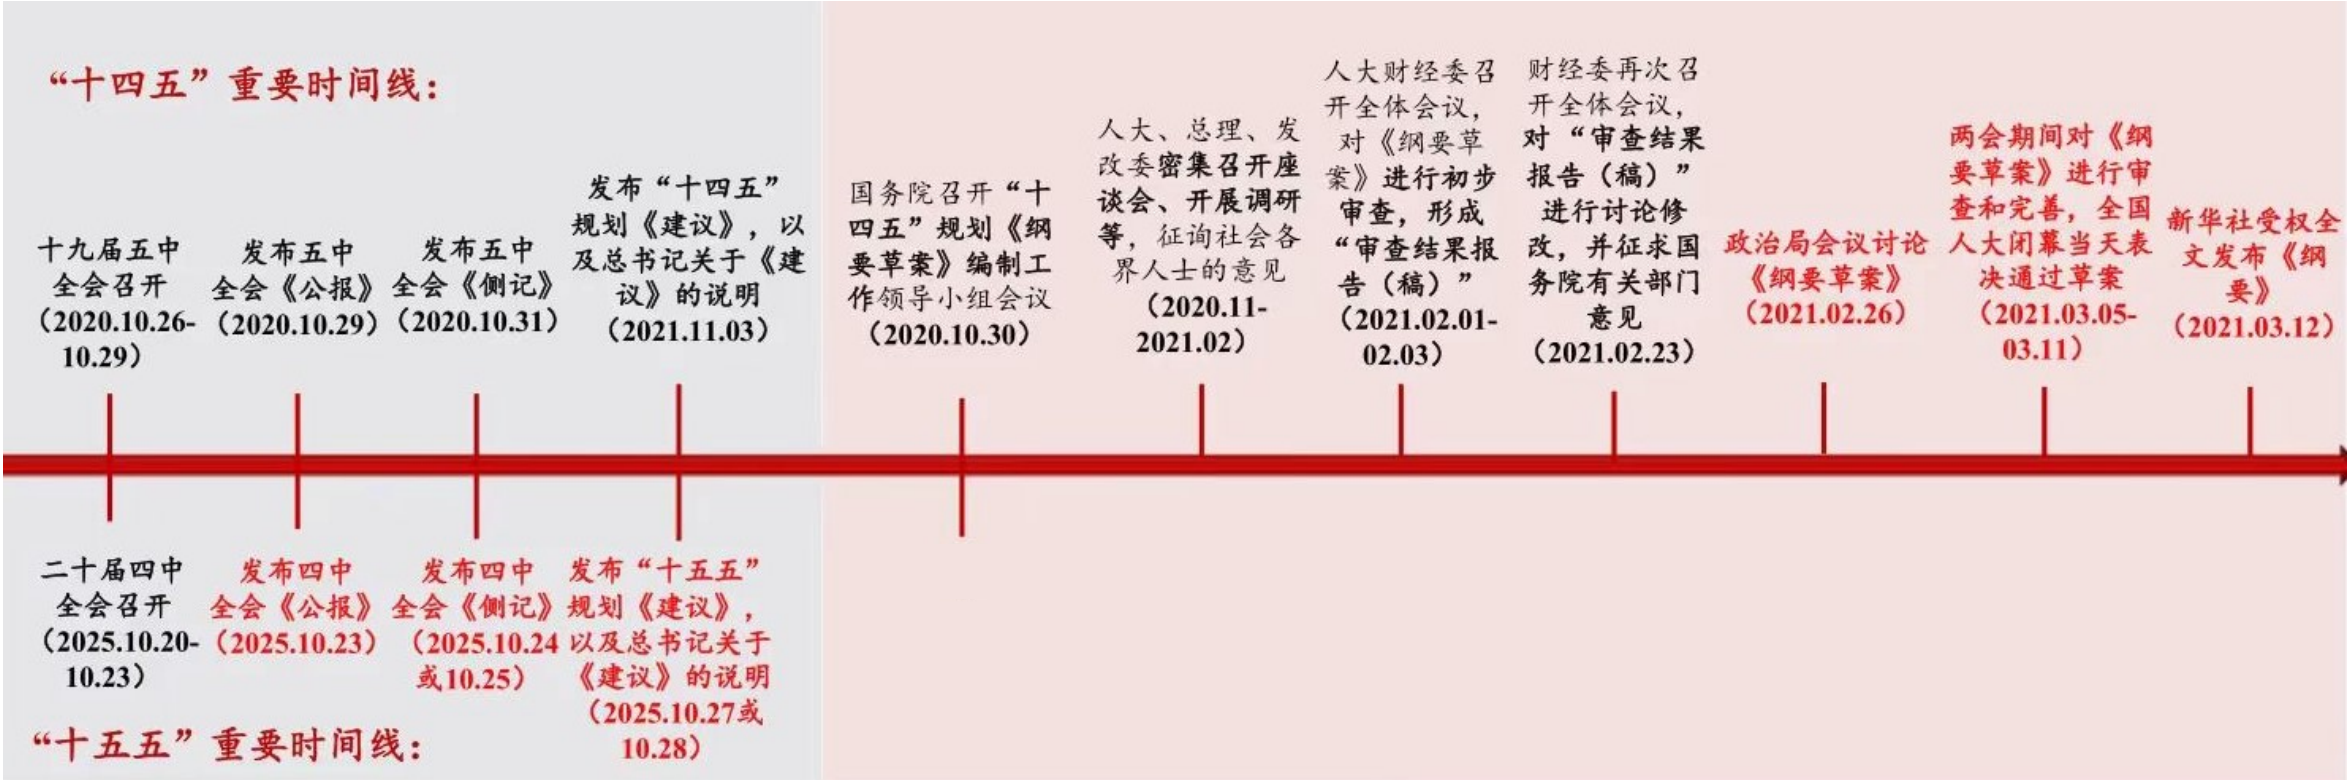 “十四五”重要时间线：
十九届五中
全会召开
（2020.10.26-
10.29）
发布五中
全会《公报》
（2020.10.29）
发布五中
全会《侧记》
（2020.10.31）
发布“十四五”
规划《建议》，以
及总书记关于《建
议》的说明
（2021.11.03）
国务院召开“十
四五”规划《纲
要草案》编制工
作领导小组会议
（2020.10.30）
人大、总理、发
改委密集召开座
谈会、开展调研
等，征询社会各
界人士的意见
（2020.11-
2021.02）
人大财经委召
开全体会议，
对《纲要草
案》进行初步
审查，形成
“审查结果报
告（稿）”
（2021.02.01-
02.03）
财经委再次召
开全体会议，
对“审查结果
报告（稿）”
进行讨论修
改，并征求国
务院有关部门
意见
（2021.02.23）
政治局会议讨论
《纲要草案》
（2021.02.26）
两会期间对《纲
要草案》进行审
查和完善，全国
人大闭幕当天表
决通过草案
（2021.03.05-
03.11）
新华社受权全
文发布《纲
要》
（2021.03.12）
二十届四中
全会召开
（2025.10.20-
10.23）
发布四中
全会《公报》
（2025.10.23）
发布四中
全会《侧记》
（2025.10.24
或10.25）
发布“十五五”
规划《建议》，
以及总书记关于
《建议》的说明
（2025.10.27或
10.28）
“十五五”重要时间线：